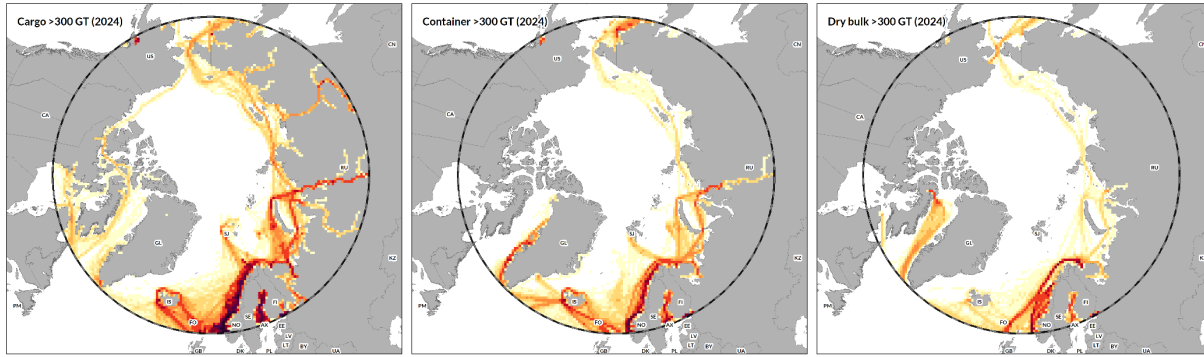 Cargo >300 GT (2024)
US
CN
CA
RU
GL
SJ
KZ
PM
IS
FO
NO
SE
FI
AX
EE
LV
LT
BY
GB
DK
PL
UA
Container >300 GT (2024)
US
CN
CA
RU
GL
SJ
KZ
PM
IS
FO
NO
SE
FI
AX
EE
LV
LT
BY
GB
DK
PL
UA
Dry bulk >300 GT (2024)
US
CN
CA
RU
GL
SJ
KZ
PM
IS
FO
NO
SE
FI
AX
EE
LV
LT
BY
GB
DK
PL
UA